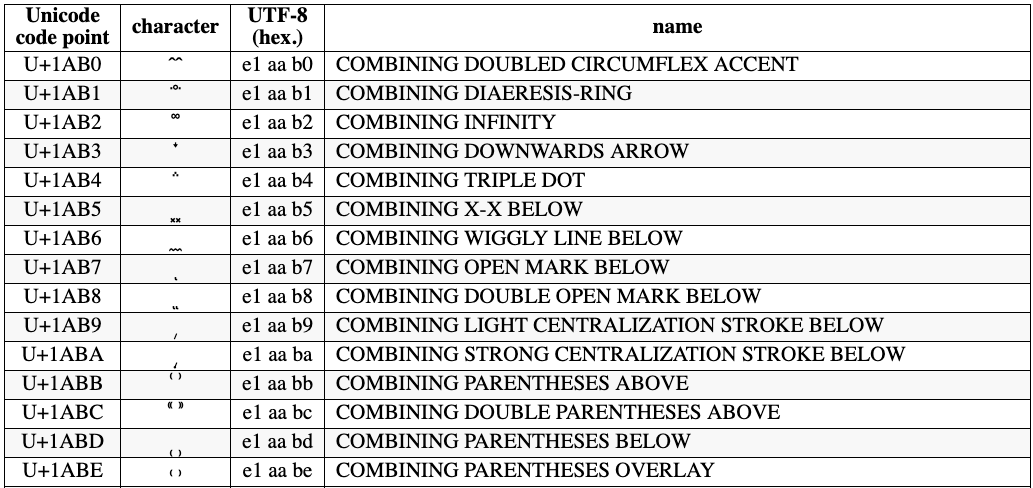 Unicode code point character UTF-8 (hex.) name
U+1AB0 ᪰ e1 aa b0 COMBINING DOUBLED CIRCUMFLEX ACCENT
U+1AB1 ᪱ e1 aa b1 COMBINING DIAERESIS-RING
U+1AB2 ᪲ e1 aa b2 COMBINING INFINITY
U+1AB3 ᪳ e1 aa b3 COMBINING DOWNWARDS ARROW
U+1AB4 ᪴ e1 aa b4 COMBINING TRIPLE DOT
U+1AB5 ᪵ e1 aa b5 COMBINING X-X BELOW
U+1AB6 ᪶ e1 aa b6 COMBINING WIGGLY LINE BELOW
U+1AB7 ᪷ e1 aa b7 COMBINING OPEN MARK BELOW
U+1AB8 ᪸ e1 aa b8 COMBINING DOUBLE OPEN MARK BELOW
U+1AB9 ᪹ e1 aa b9 COMBINING LIGHT CENTRALIZATION STROKE BELOW
U+1ABA ᪺ e1 aa ba COMBINING STRONG CENTRALIZATION STROKE BELOW
U+1ABB ᪻ e1 aa bb COMBINING PARENTHESES ABOVE
U+1ABC ᪼ e1 aa bc COMBINING DOUBLE PARENTHESES ABOVE
U+1ABD ᪽ e1 aa bd COMBINING PARENTHESES BELOW
U+1ABE ᪾ e1 aa be COMBINING PARENTHESES OVERLAY